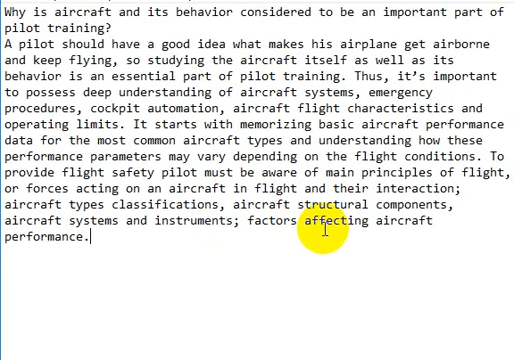 Why is aircraft and its behavior considered to be an important part of
pilot training?
A pilot should have a good idea what makes his airplane get airborne
and keep flying, so studying the aircraft itself as well as its
behavior is an essential part of pilot training. Thus, it’s important
to possess deep understanding of aircraft systems, emergency
procedures, cockpit automation, aircraft flight characteristics and
operating limits. It starts with memorizing basic aircraft performance
data for the most common aircraft types and understanding how these
performance parameters may vary depending on the flight conditions. To
provide flight safety pilot must be aware of main principles of flight,
or forces acting on an aircraft in flight and their interaction;
aircraft types classifications, aircraft structural components,
aircraft systems and instruments; factors affecting aircraft
performance.